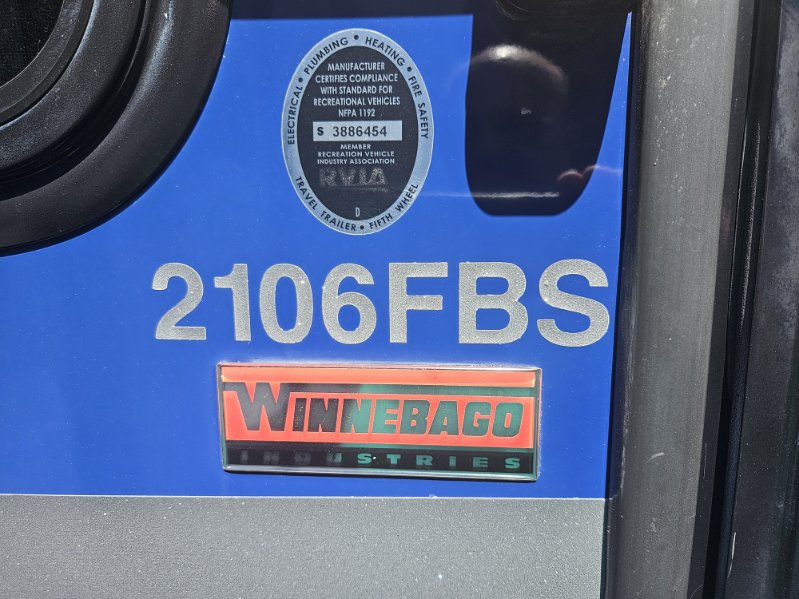 ELECTRICAL • PLUMBING • HEATING • FIRE SAFETY
MANUFACTURER
CERTIFIES COMPLIANCE
WITH STANDARD FOR
RECREATIONAL VEHICLES
NFPA 1192
S 3886454
MEMBER
RECREATION VEHICLE
INDUSTRY ASSOCIATION
RVIA
D
TRAVEL TRAILER • FIFTH WHEEL
2106FBS
WINNEBAGO
INDUSTRIES